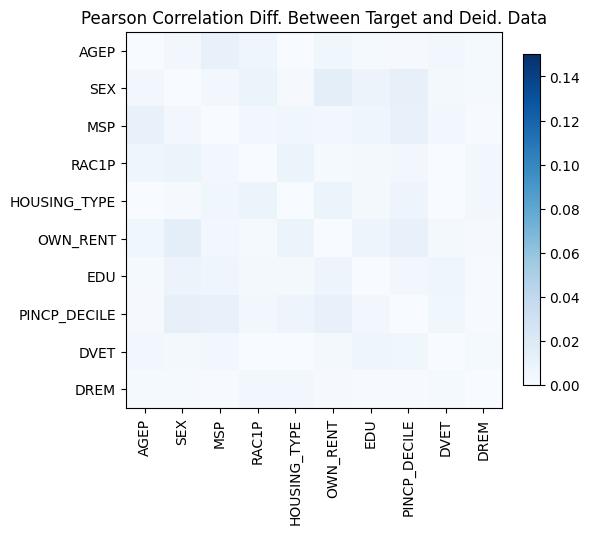 Pearson Correlation Diff. Between Target and Deid. Data
AGEP
SEX
MSP
RAC1P
HOUSING_TYPE
OWN_RENT
EDU
PINCP_DECILE
DVET
DREM
AGEP
SEX
MSP
RAC1P
HOUSING_TYPE
OWN_RENT
EDU
PINCP_DECILE
DVET
DREM
0.14
0.12
0.10
0.08
0.06
0.04
0.02
0.00